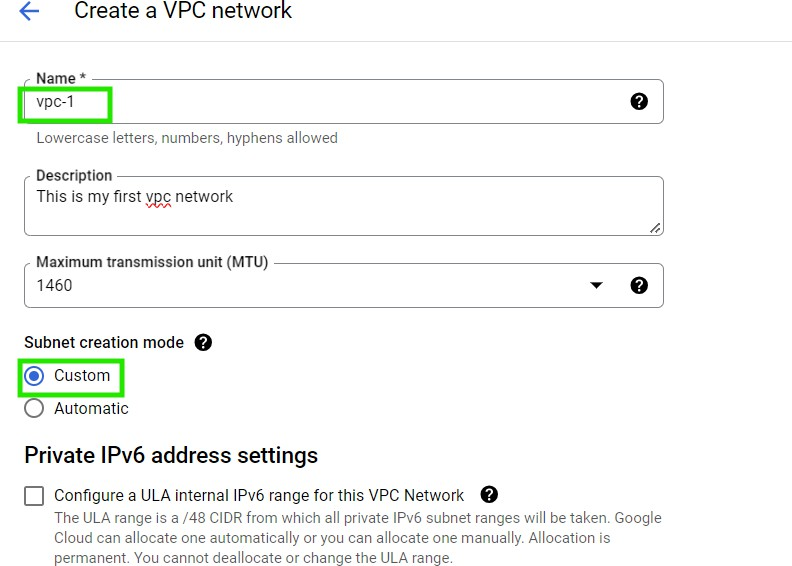 Create a VPC network
Name *
vpc-1
Lowercase letters, numbers, hyphens allowed
Description
This is my first vpc network
Maximum transmission unit (MTU)
1460
Subnet creation mode
Custom
Automatic
Private IPv6 address settings
Configure a ULA internal IPv6 range for this VPC Network
The ULA range is a /48 CIDR from which all private IPv6 subnet ranges will be taken. Google
Cloud can allocate one automatically or you can allocate one manually. Allocation is
permanent. You cannot deallocate or change the ULA range.